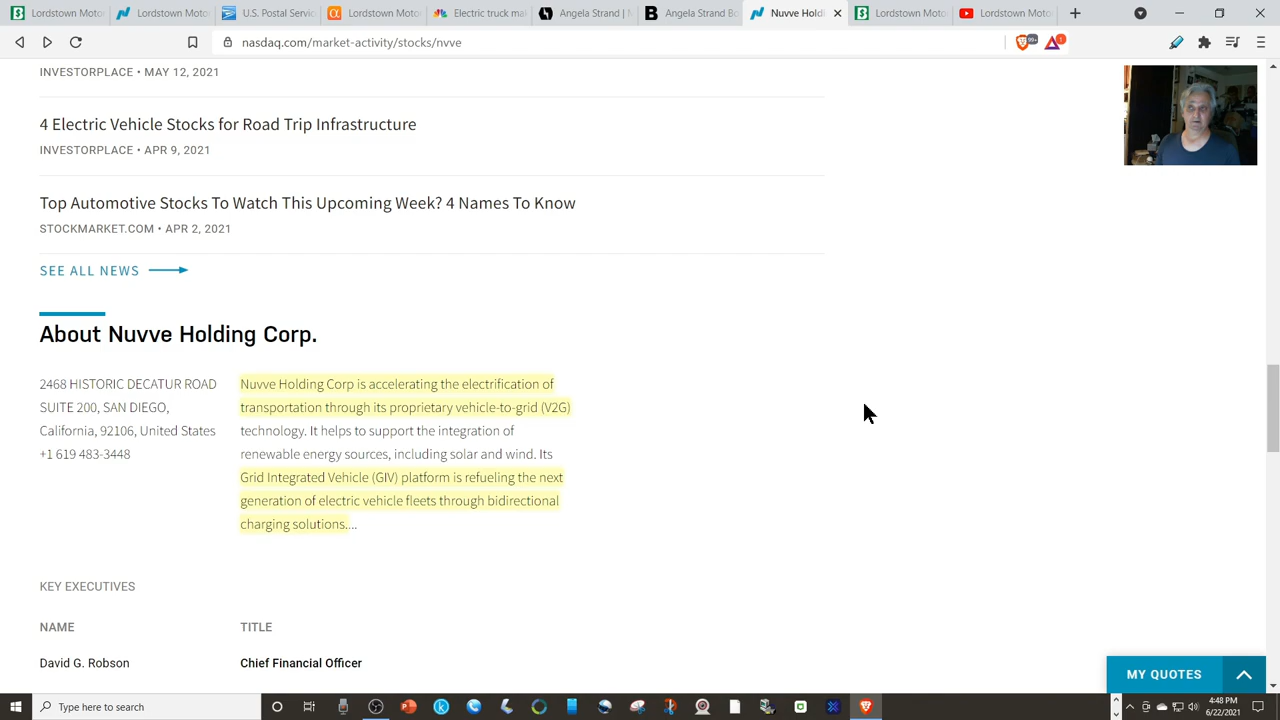 Lordstown Moto
Lordstown Motor
U.S. Postal Servic
Lordstown Motor
Electric truck mak
Angela Strand | M
Angela Strand Bo
Nuvve Holdi
Lordstown Moto
Lordstown Moto
nasdaq.com/market-activity/stocks/nvve
99+
1
INVESTORPLACE • MAY 12, 2021
4 Electric Vehicle Stocks for Road Trip Infrastructure
INVESTORPLACE • APR 9, 2021
Top Automotive Stocks To Watch This Upcoming Week? 4 Names To Know
STOCKMARKET.COM • APR 2, 2021
SEE ALL NEWS
About Nuvve Holding Corp.
2468 HISTORIC DECATUR ROAD
SUITE 200, SAN DIEGO,
California, 92106, United States
+1 619 483-3448
Nuvve Holding Corp is accelerating the electrification of
transportation through its proprietary vehicle-to-grid (V2G)
technology. It helps to support the integration of
renewable energy sources, including solar and wind. Its
Grid Integrated Vehicle (GIV) platform is refueling the next
generation of electric vehicle fleets through bidirectional
charging solutions....
KEY EXECUTIVES
NAME
TITLE
David G. Robson
Chief Financial Officer
MY QUOTES
Type here to search
4:48 PM
6/22/2021